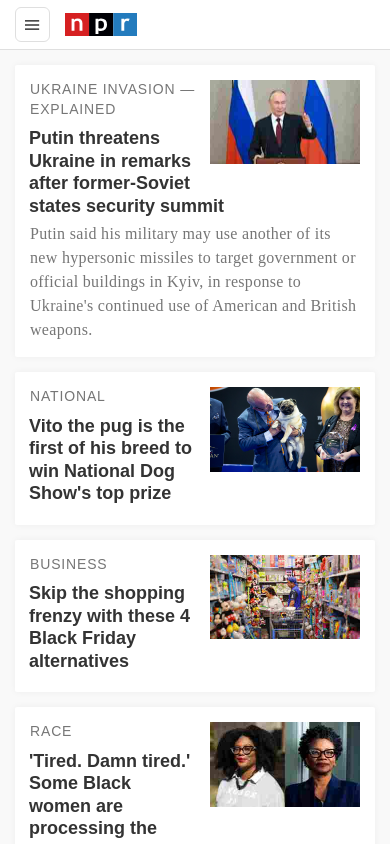 npr
UKRAINE INVASION —
EXPLAINED
Putin threatens
Ukraine in remarks
after former-Soviet
states security summit
Putin said his military may use another of its
new hypersonic missiles to target government or
official buildings in Kyiv, in response to
Ukraine's continued use of American and British
weapons.
NATIONAL
Vito the pug is the
first of his breed to
win National Dog
Show's top prize
BUSINESS
Skip the shopping
frenzy with these 4
Black Friday
alternatives
RACE
'Tired. Damn tired.'
Some Black
women are
processing the